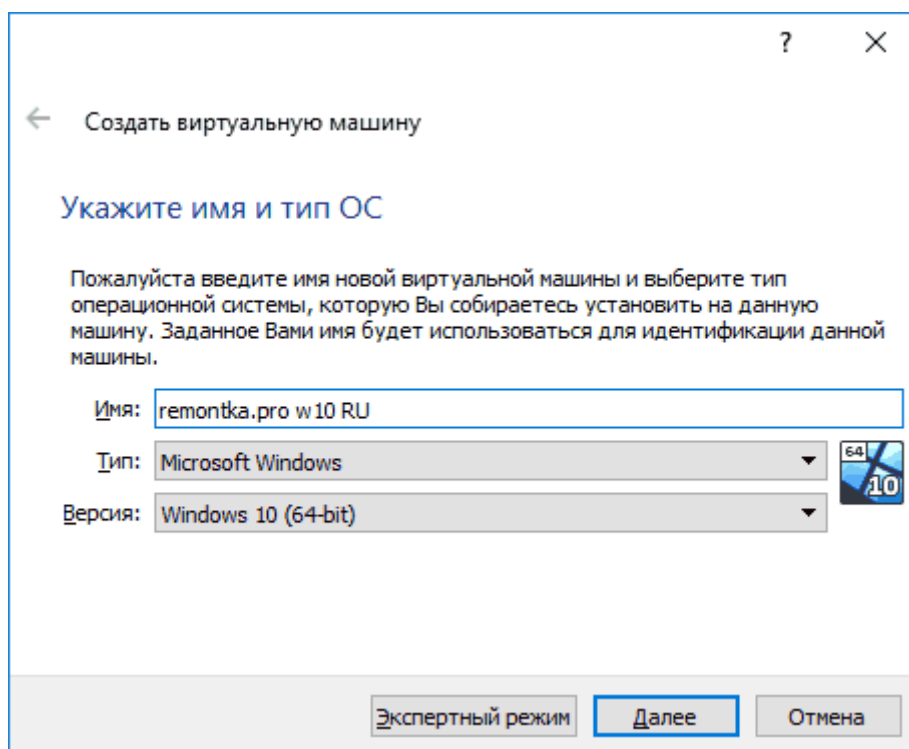 ?
Создать виртуальную машину
Укажите имя и тип ОС
Пожалуйста введите имя новой виртуальной машины и выберите тип
операционной системы, которую Вы собираетесь установить на данную
машину. Заданное Вами имя будет использоваться для идентификации данной
машины.
Имя: remontka.pro w10 RU
Тип: Microsoft Windows
64
10
Версия: Windows 10 (64-bit)
Экспертный режим Далее Отмена